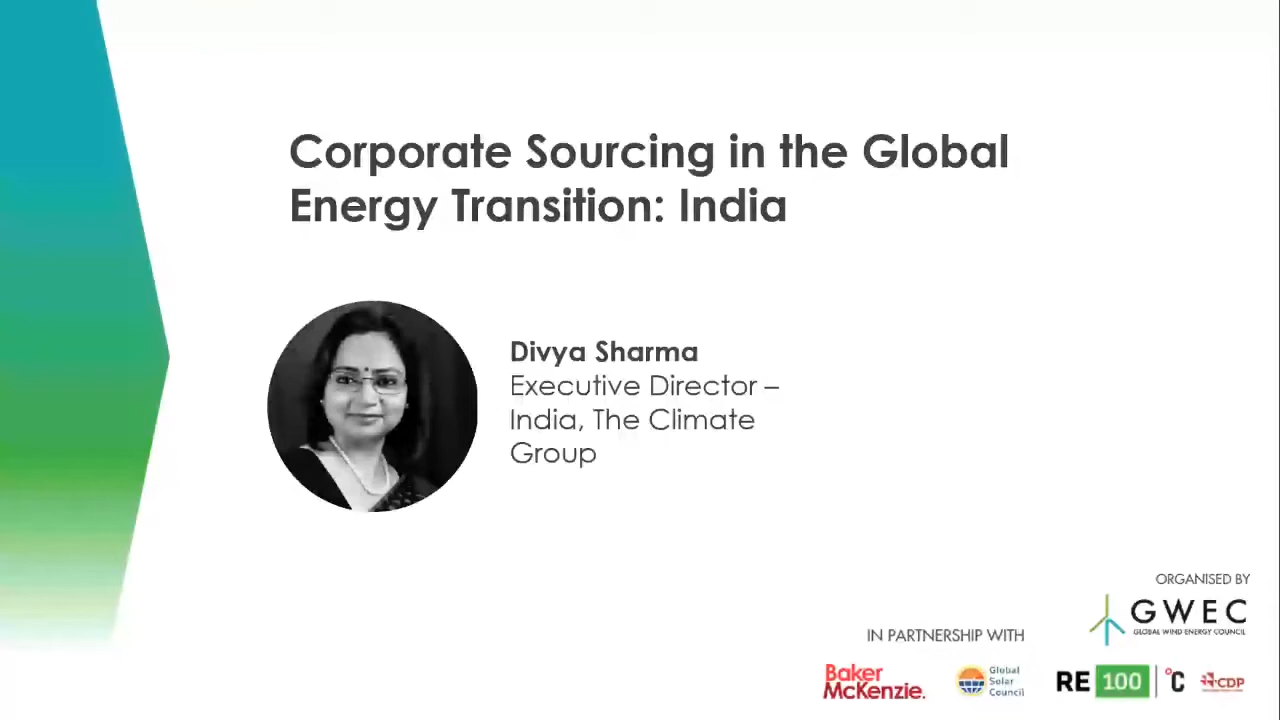 Corporate Sourcing in the Global
Energy Transition: India
Divya Sharma
Executive Director –
India, The Climate
Group
ORGANISED BY
GWEC
GLOBAL WIND ENERGY COUNCIL
IN PARTNERSHIP WITH
Baker
McKenzie.
Global
Solar
Council
RE 100 °C CDP